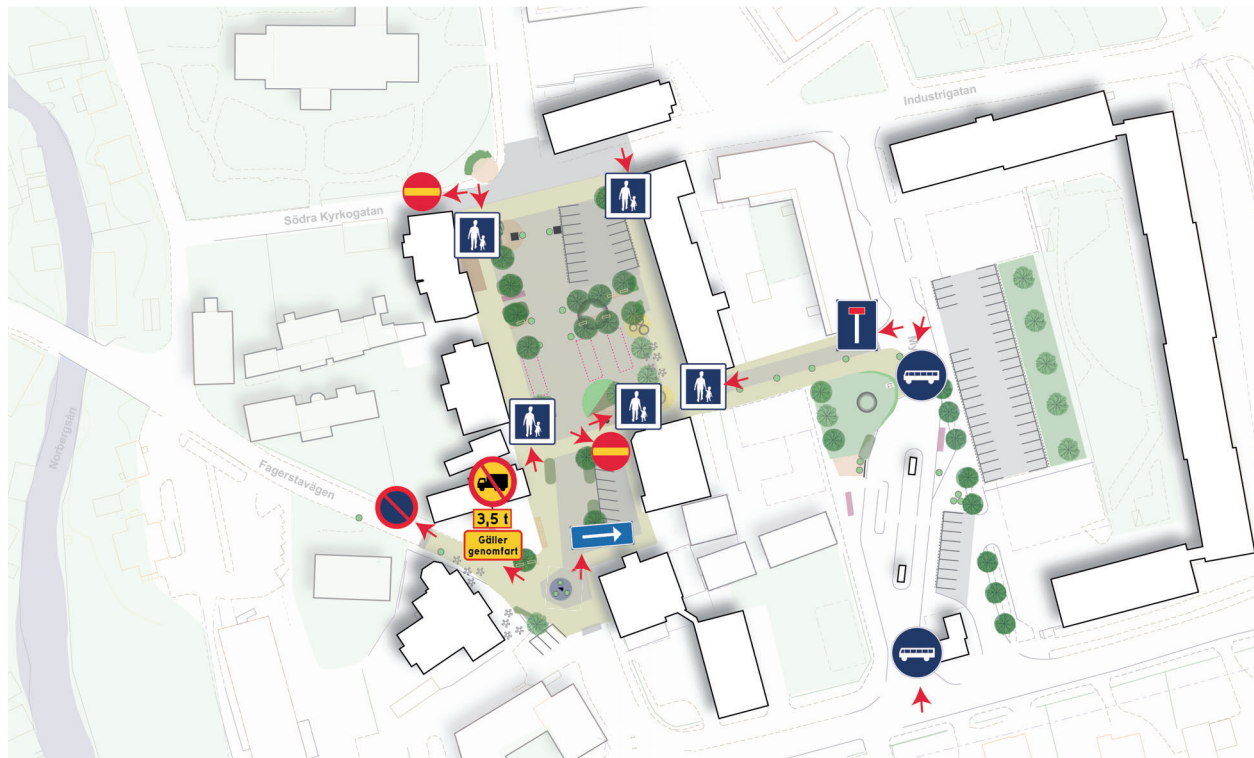 Industrigatan
Södra Kyrkogatan
Norbergsån
Fagerstavägen
3,5 t
Gäller
genomfart